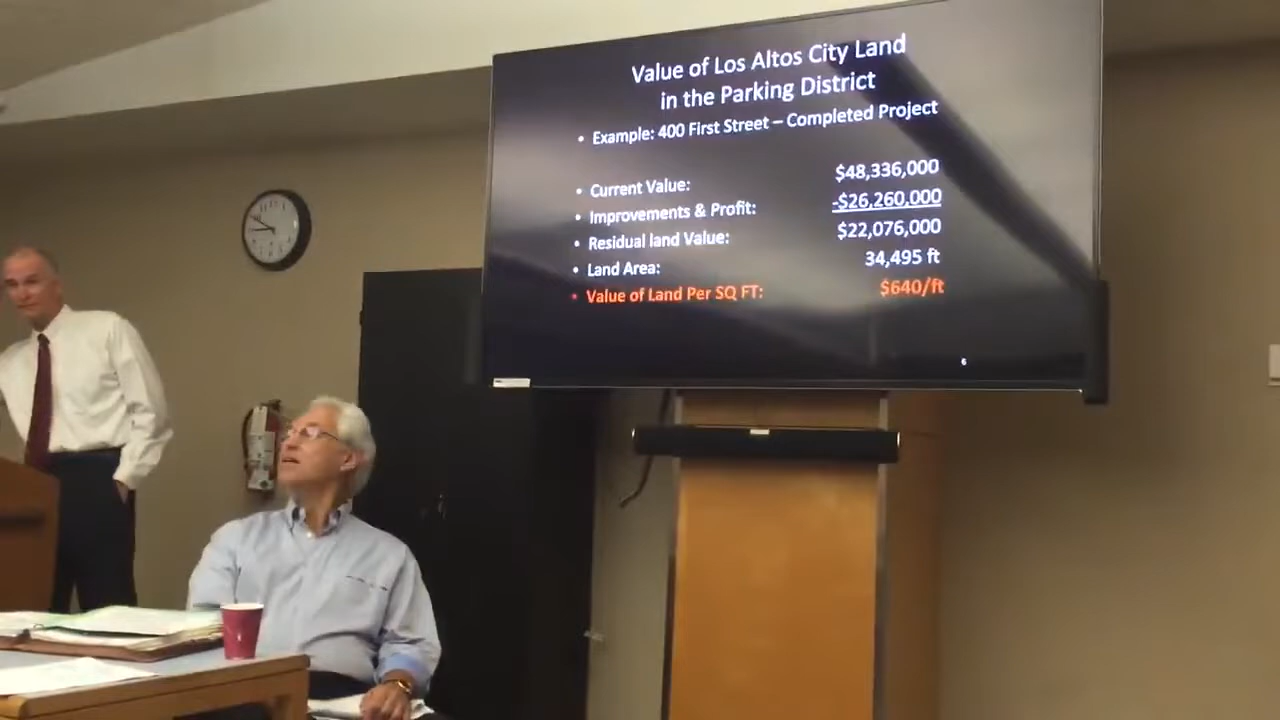 Value of Los Altos City Land
in the Parking District
• Example: 400 First Street – Completed Project
• Current Value: $48,336,000
• Improvements & Profit: -$26,260,000
• Residual land Value: $22,076,000
• Land Area: 34,495 ft
• Value of Land Per SQ FT: $640/ft
6